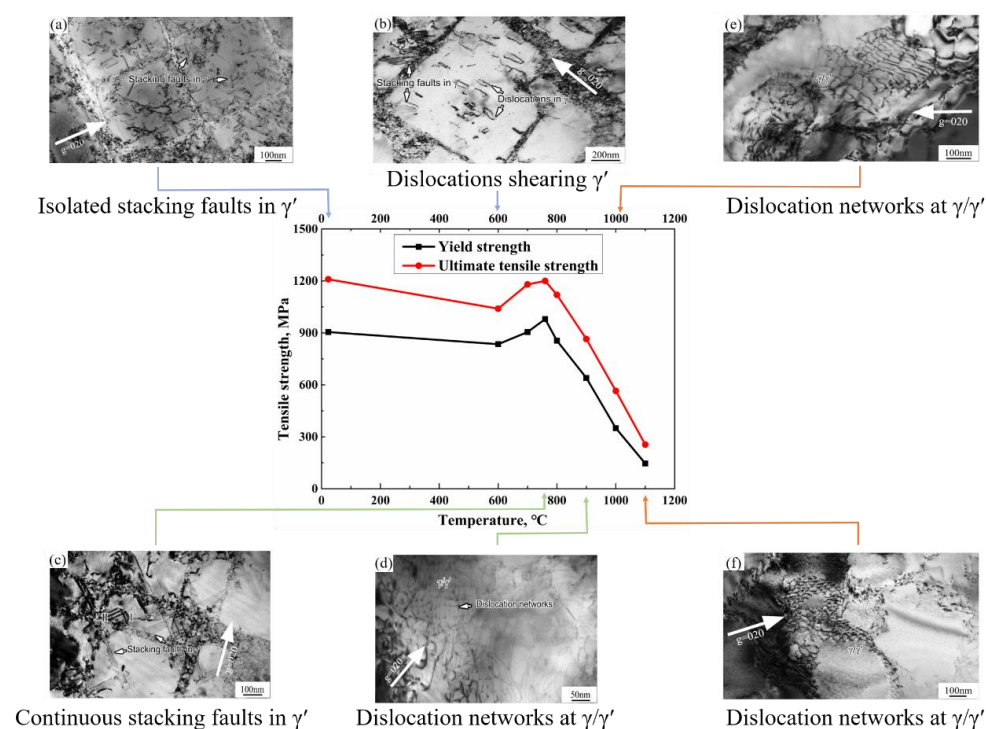 (a)
Stacking faults in γ′
g=020
100nm
Isolated stacking faults in γ′
(b)
Stacking faults in γ′
Dislocations in γ′
g=020
200nm
Dislocations shearing γ′
(e)
γ/γ′
g=020
100nm
Dislocation networks at γ/γ′
0 200 400 600 800 1000 1200
1500
1200
900
600
300
0
Tensile strength, MPa
Yield strength
Ultimate tensile strength
0 200 400 600 800 1000 1200
Temperature, °C
(c)
I
Stacking faults in γ′
g=020
100nm
Continuous stacking faults in γ′
(d)
γ/γ′
Dislocation networks
g=020
50nm
Dislocation networks at γ/γ′
(f)
g=020
γ/γ′
100nm
Dislocation networks at γ/γ′